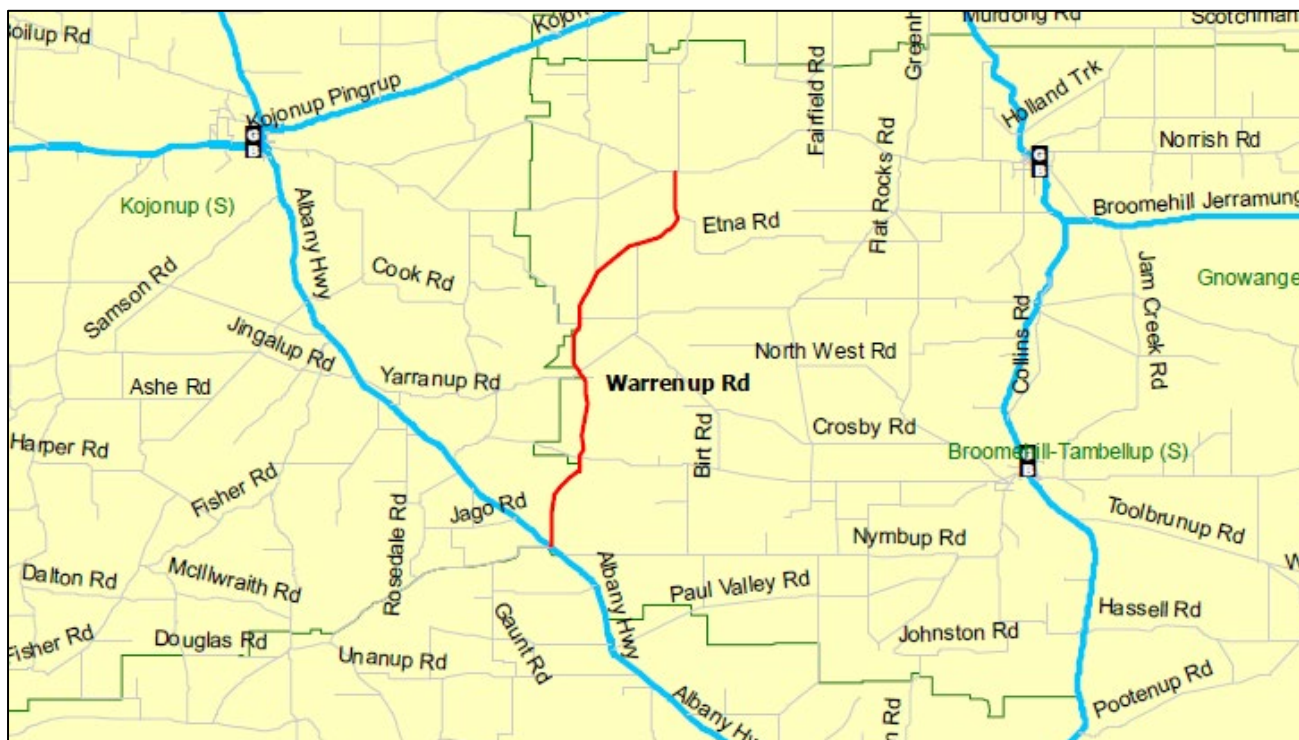 Boilup Rd
Kojonup Pingrup
Fairfield Rd
Murdong Rd
Holland Trk
Norrish Rd
Kojonup (S)
Albany Hwy
Etna Rd
Flat Rocks Rd
Broomehill Jerramung
Samson Rd
Cook Rd
Jam Creek Rd
Gnowange
Jingalup Rd
Collins Rd
Ashe Rd
Yarranup Rd
Warrenup Rd
North West Rd
Harper Rd
Birt Rd
Crosby Rd
Broomehill-Tambellup (S)
Fisher Rd
Jago Rd
Rosedale Rd
Nymbup Rd
Toolbrunup Rd
Dalton Rd
McIllwraith Rd
Albany Hwy
Paul Valley Rd
Hassell Rd
Fisher Rd
Douglas Rd
Unanup Rd
Gaunt Rd
Johnston Rd
Albany Hw
Pootenup Rd